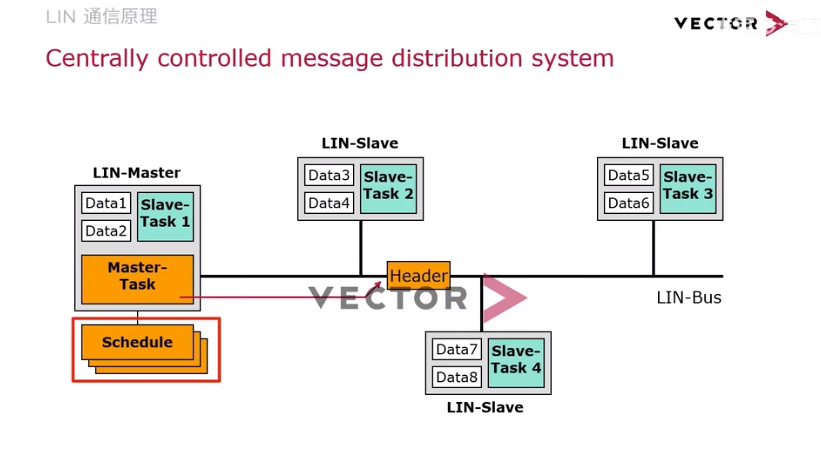 LIN 通信原理
VECTOR
Centrally controlled message distribution system
LIN-Master
Data1
Data2
Slave-
Task 1
Master-
Task
Schedule
LIN-Slave
Data3
Data4
Slave-
Task 2
LIN-Slave
Data5
Data6
Slave-
Task 3
Header
VECTOR
LIN-Bus
Data7
Data8
Slave-
Task 4
LIN-Slave